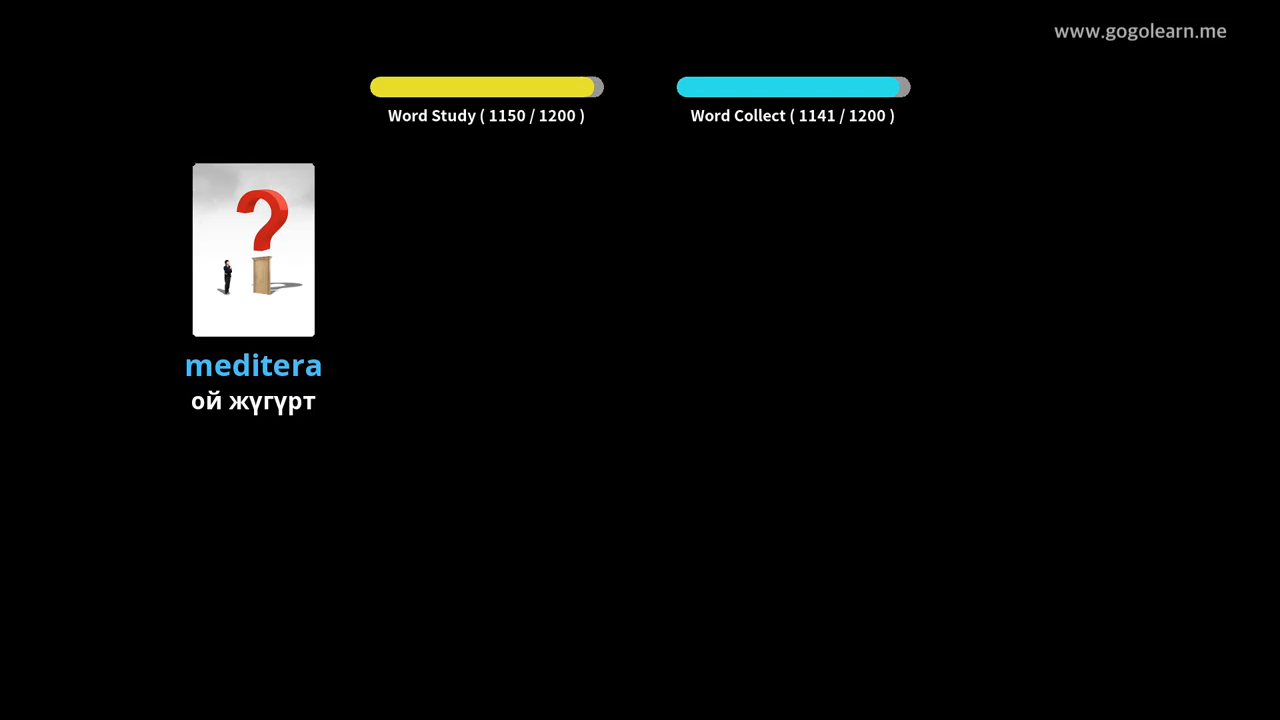 www.gogolearn.me
Word Study ( 1150 / 1200 )
Word Collect ( 1141 / 1200 )
meditera
ой жүгүрт